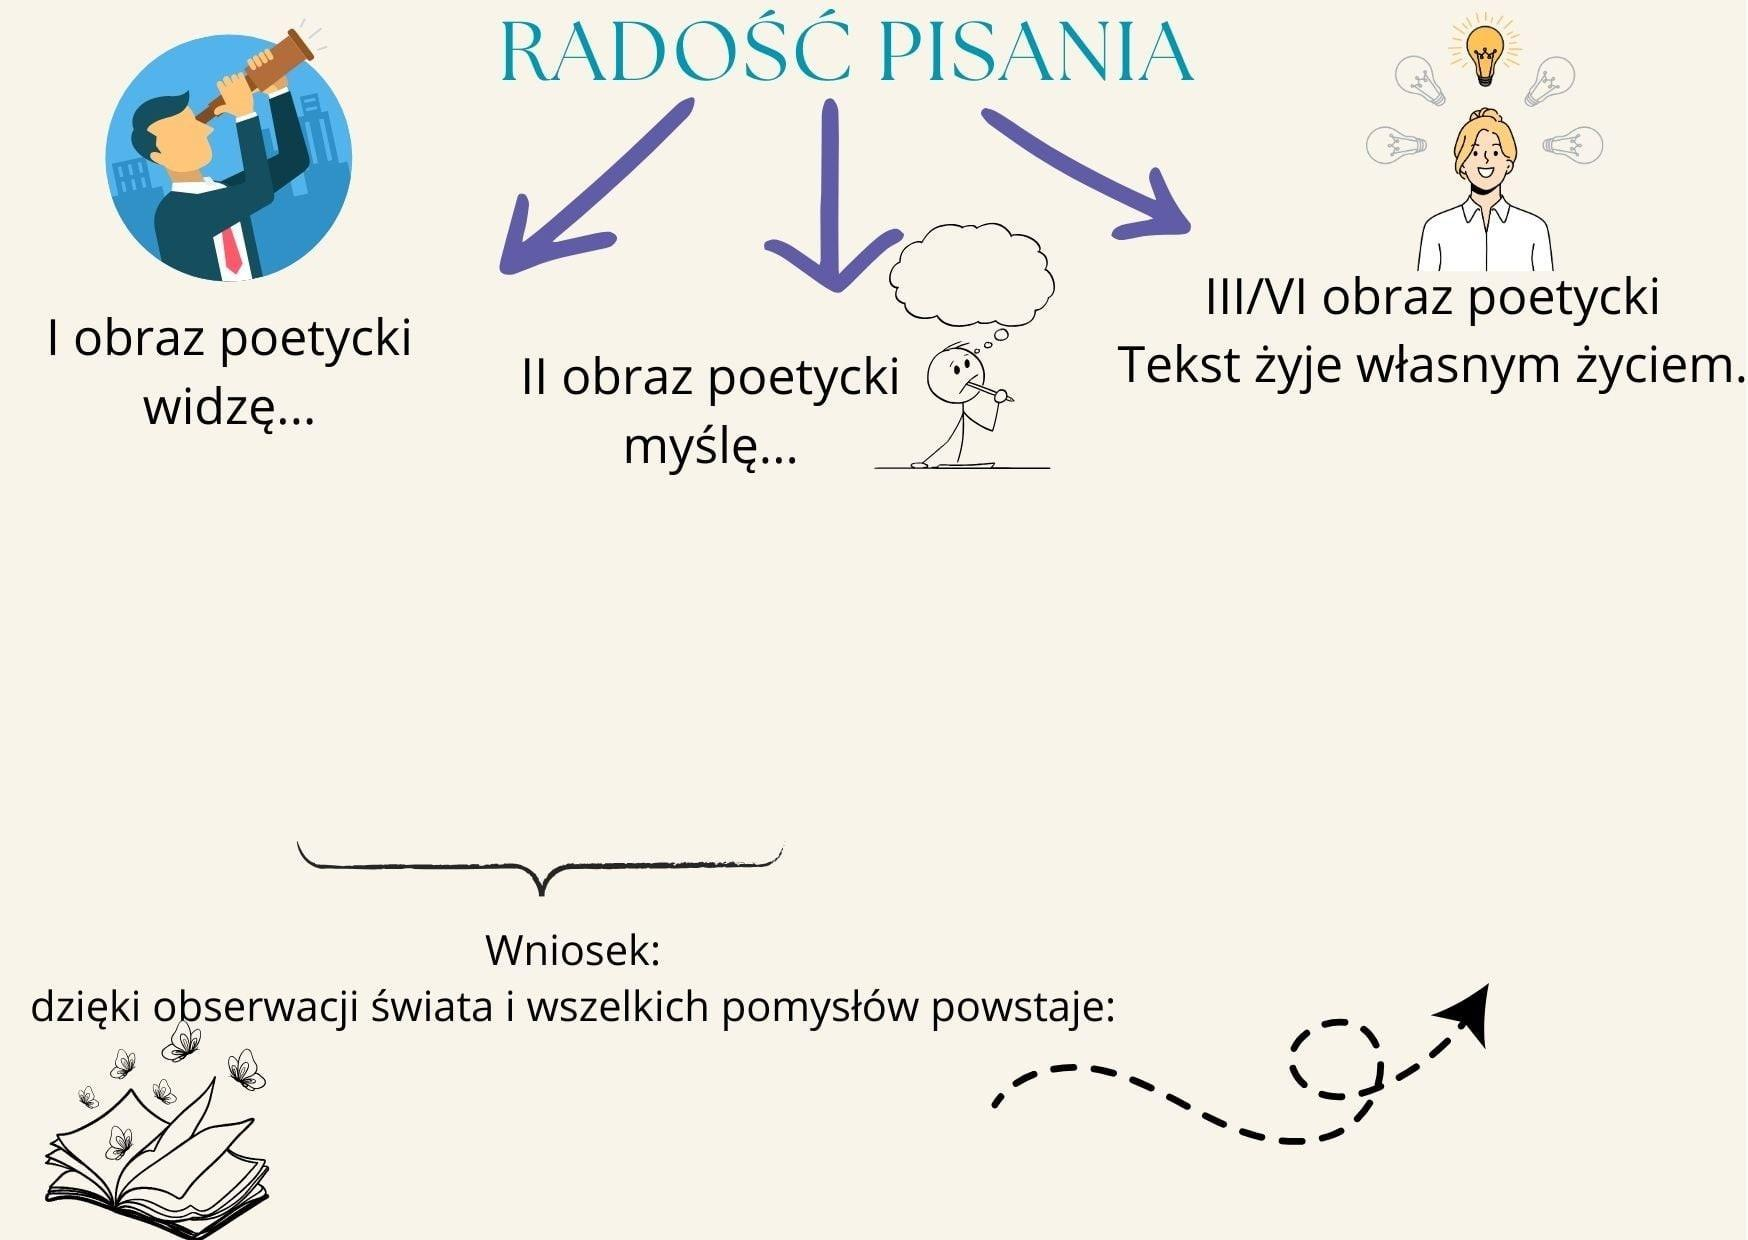 RADOŚĆ PISANIA
I obraz poetycki
widzę...
II obraz poetycki
myślę...
III/VI obraz poetycki
Tekst żyje własnym życiem.
Wniosek:
dzięki obserwacji świata i wszelkich pomysłów powstaje: